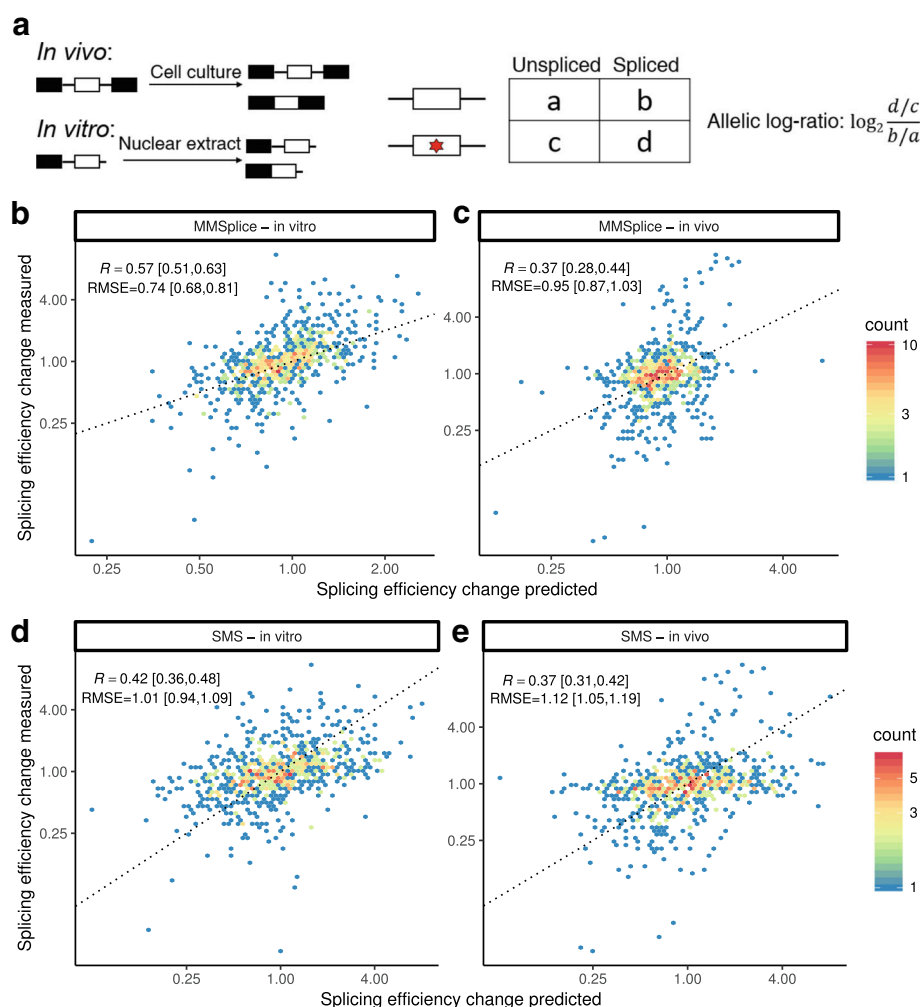 a
In vivo:
Cell culture
In vitro:
Nuclear extract
Unspliced Spliced
a b
c d
Allelic log-ratio: log2 (d/c)/(b/a)
b
MMSplice – in vitro
R = 0.57 [0.51,0.63]
RMSE=0.74 [0.68,0.81]
Splicing efficiency change measured
4.00
1.00
0.25
0.25 0.50 1.00 2.00
c
MMSplice – in vivo
R = 0.37 [0.28,0.44]
RMSE=0.95 [0.87,1.03]
4.00
1.00
0.25
0.25 1.00 4.00
Splicing efficiency change predicted
count
10
3
1
d
SMS – in vitro
R = 0.42 [0.36,0.48]
RMSE=1.01 [0.94,1.09]
Splicing efficiency change measured
4.00
1.00
0.25
0.25 1.00 4.00
e
SMS – in vivo
R = 0.37 [0.31,0.42]
RMSE=1.12 [1.05,1.19]
4.00
1.00
0.25
0.25 1.00 4.00
Splicing efficiency change predicted
count
5
3
1